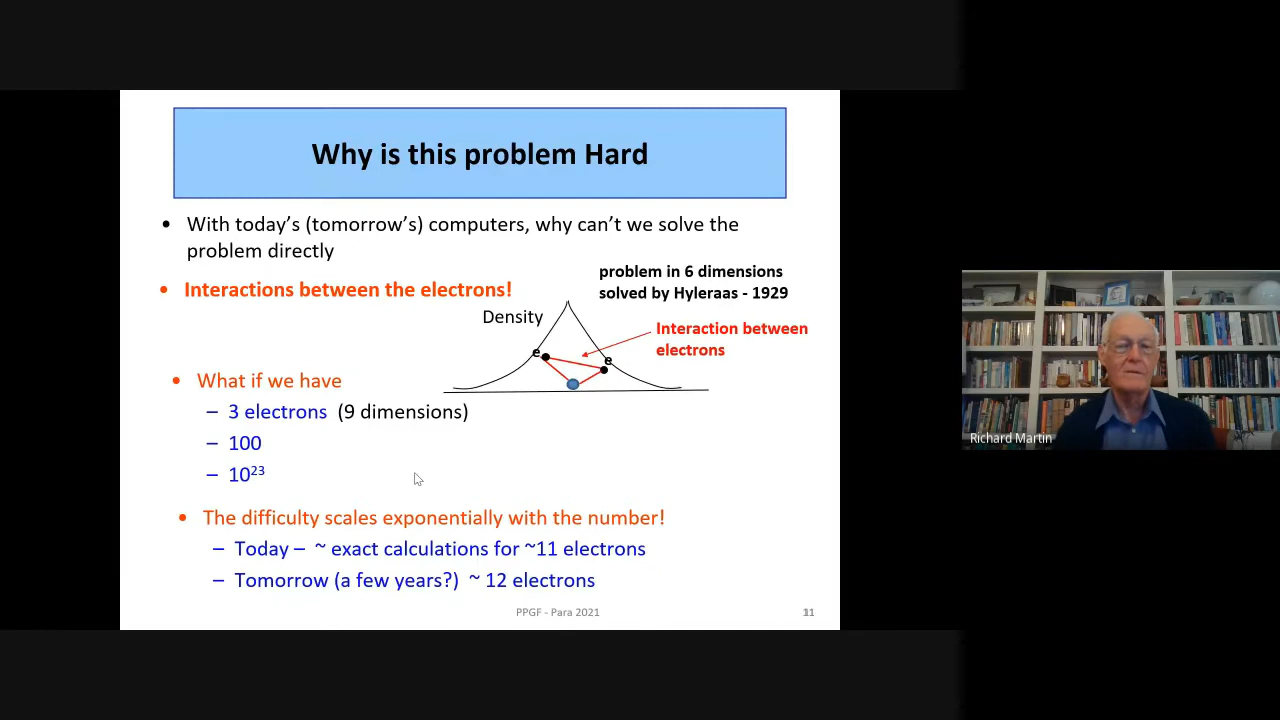 Why is this problem Hard
• With today's (tomorrow's) computers, why can't we solve the
problem directly
problem in 6 dimensions
solved by Hyleraas - 1929
• Interactions between the electrons!
Density
Interaction between
electrons
e
e
• What if we have
– 3 electrons (9 dimensions)
– 100
– 10²³
• The difficulty scales exponentially with the number!
– Today – ~ exact calculations for ~11 electrons
– Tomorrow (a few years?) ~ 12 electrons
PPGF - Para 2021
11
Richard Martin